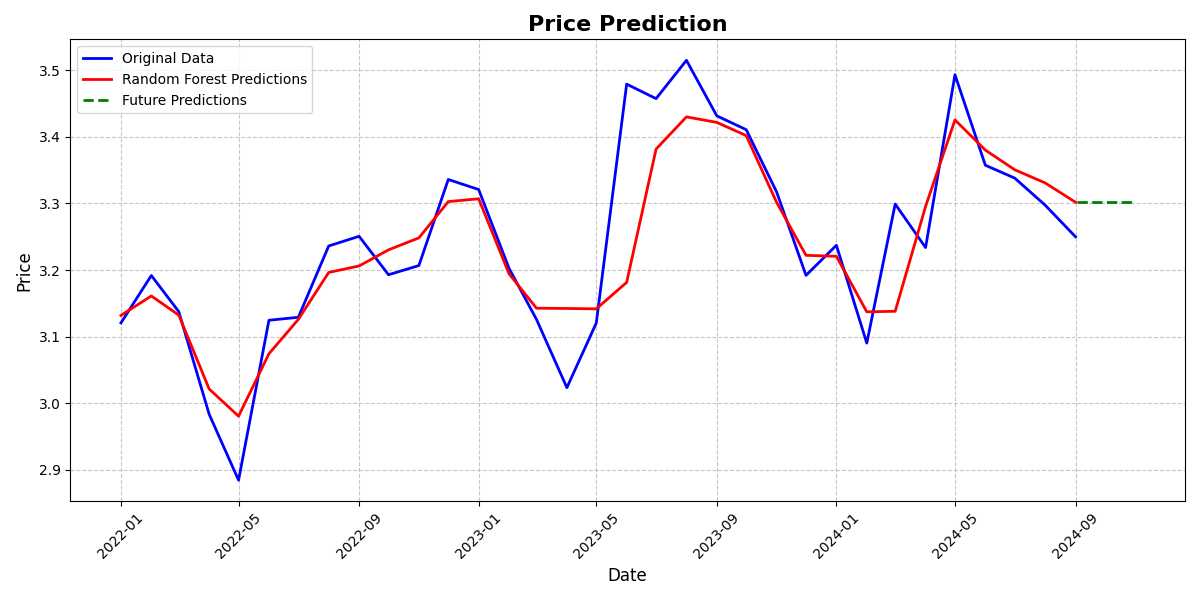 Price Prediction
Original Data
Random Forest Predictions
Future Predictions
Price
3.5
3.4
3.3
3.2
3.1
3.0
2.9
2022-01
2022-05
2022-09
2023-01
2023-05
2023-09
2024-01
2024-05
2024-09
Date